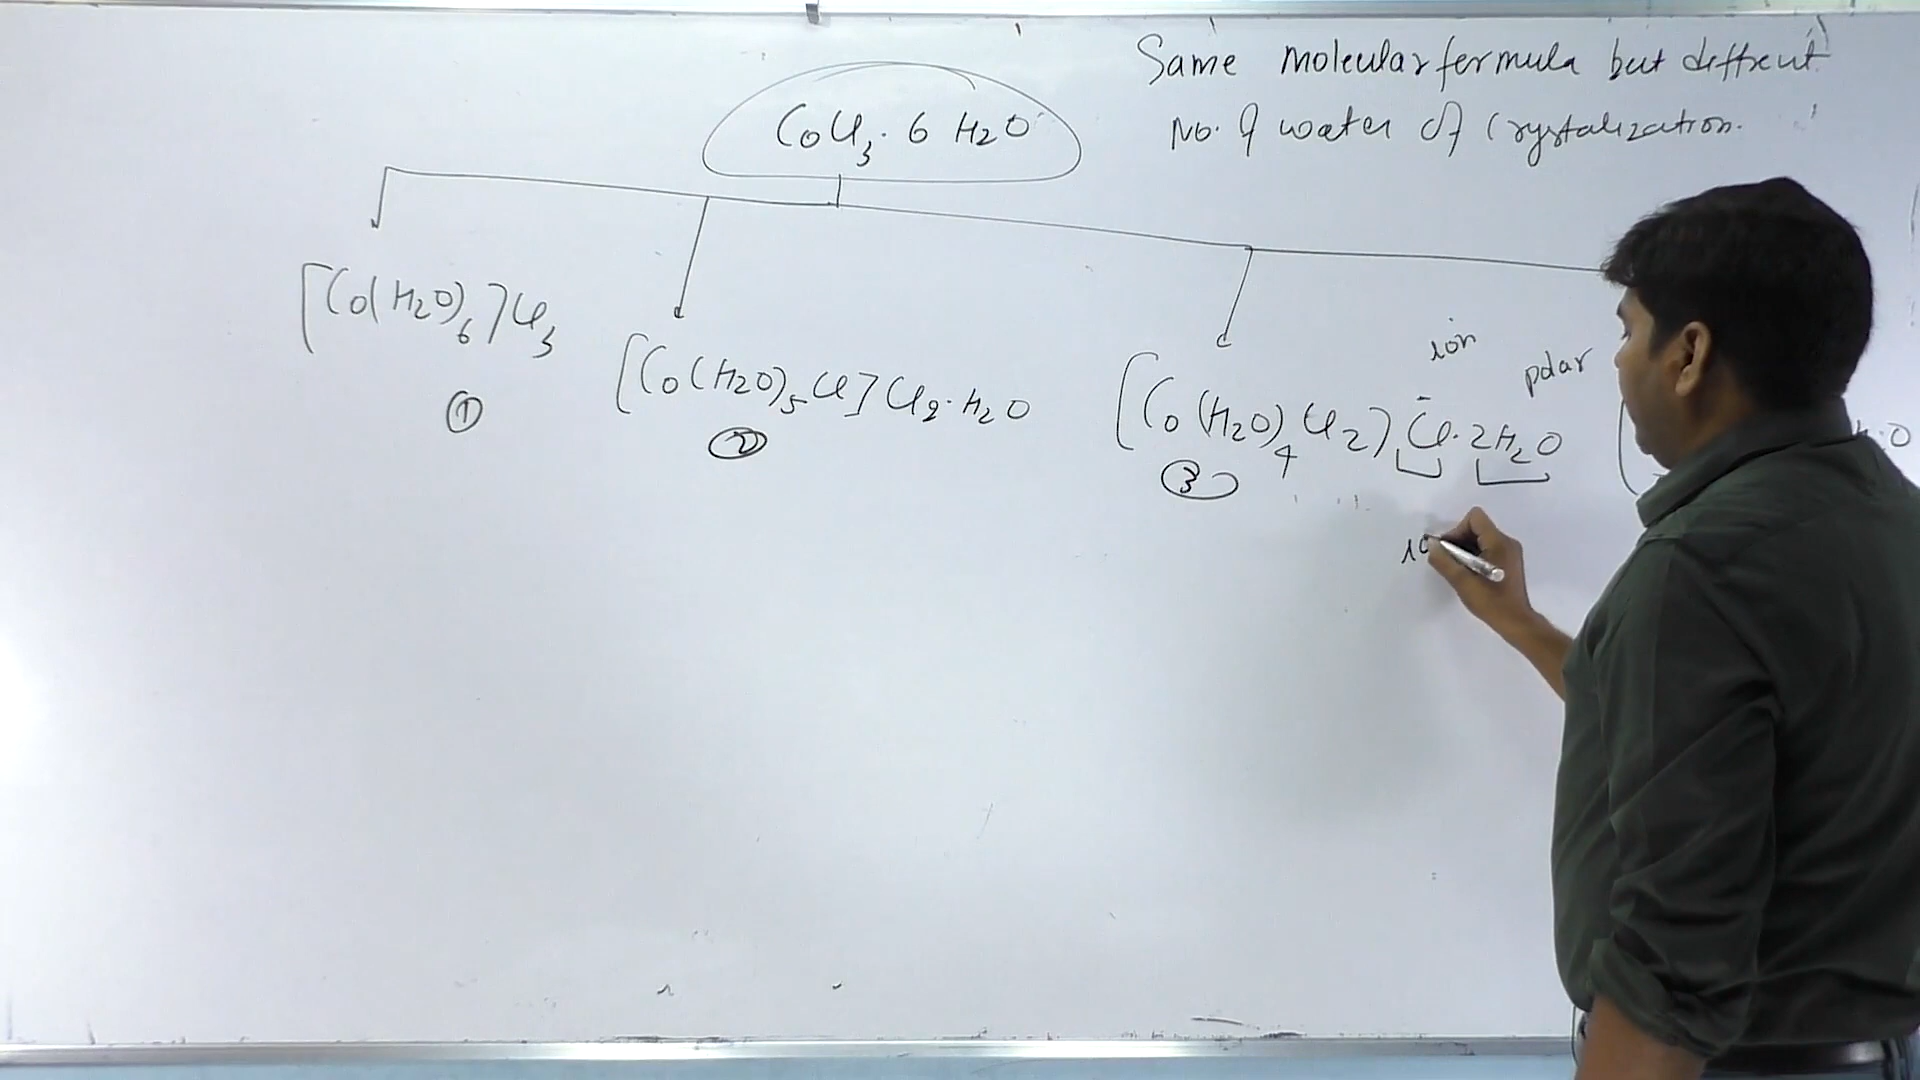 Same molecular formula but diffrent
No. of water of crystalization.
CoCl3. 6 H2O
[Co(H2O)6]Cl3
①
[Co(H2O)5Cl]Cl2.H2O
②
ion
polar
[Co(H2O)4Cl2)Cl̄.2H2O
③